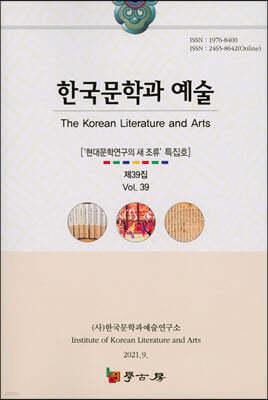 ISSN : 1976-8400
ISSN : 2465-8642(Online)
한국문학과 예술
The Korean Literature and Arts
['현대문학연구의 새 조류' 특집호]
제39집
Vol. 39
(사)한국문학과예술연구소
Institute of Korean Literature and Arts
2021.9.
學古房